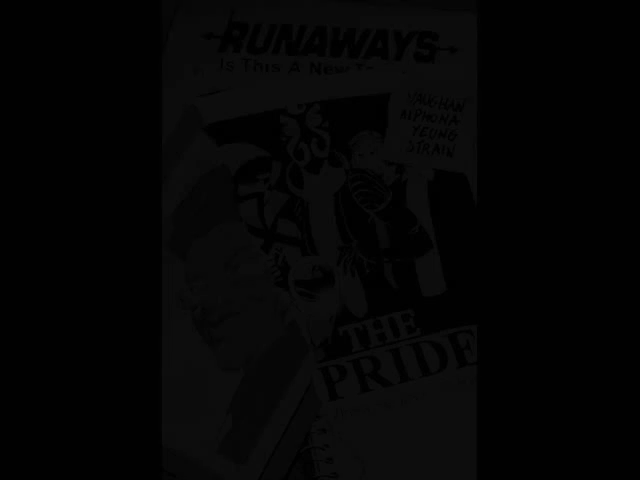 RUNAWAYS
Is This A New
VAUGHAN
ALPHONA
YEUNG
STRAIN
THE
PRIDE